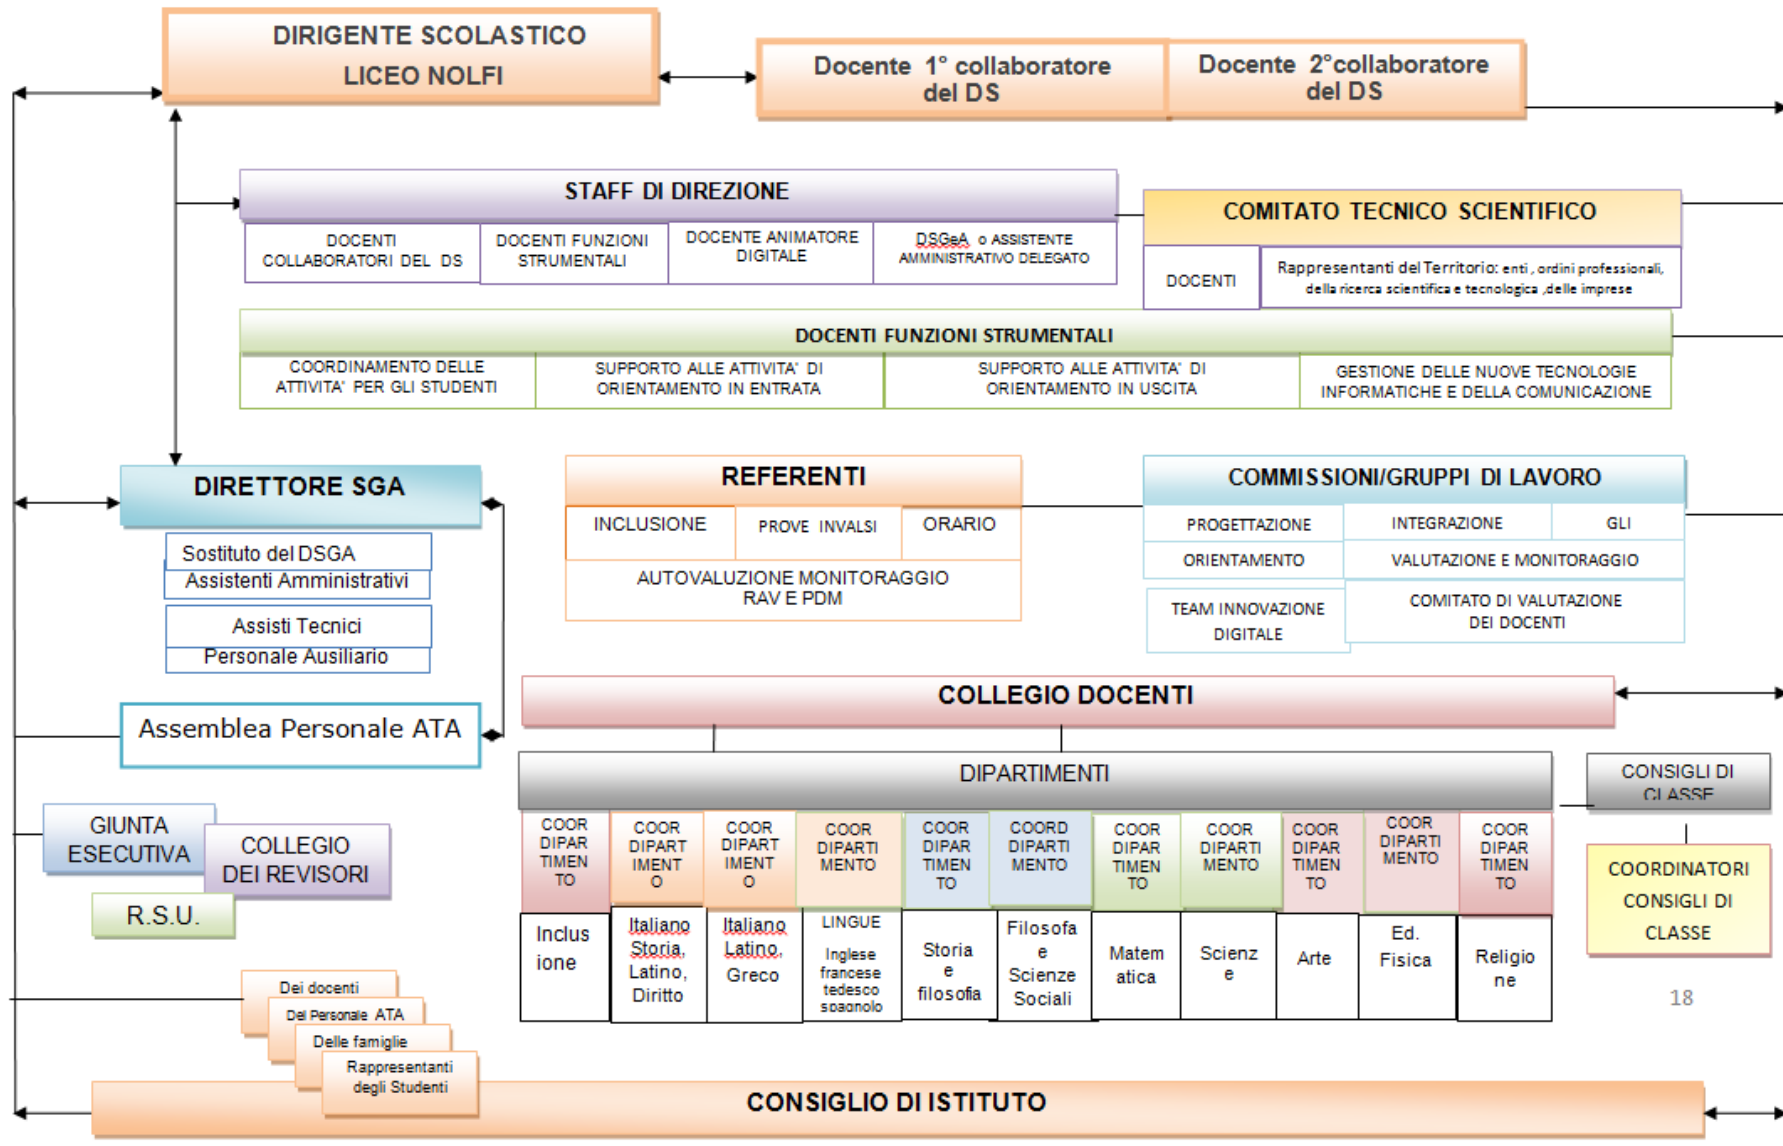 DIRIGENTE SCOLASTICO
LICEO NOLFI
Docente 1° collaboratore
del DS
Docente 2°collaboratore
del DS
STAFF DI DIREZIONE
DOCENTI
COLLABORATORI DEL DS
DOCENTI FUNZIONI
STRUMENTALI
DOCENTE ANIMATORE
DIGITALE
DSGeA o ASSISTENTE
AMMINISTRATIVO DELEGATO
COMITATO TECNICO SCIENTIFICO
DOCENTI
Rappresentanti del Territorio: enti , ordini professionali,
della ricerca scientifica e tecnologica ,delle imprese
DOCENTI FUNZIONI STRUMENTALI
COORDINAMENTO DELLE
ATTIVITA' PER GLI STUDENTI
SUPPORTO ALLE ATTIVITA' DI
ORIENTAMENTO IN ENTRATA
SUPPORTO ALLE ATTIVITA' DI
ORIENTAMENTO IN USCITA
GESTIONE DELLE NUOVE TECNOLOGIE
INFORMATICHE E DELLA COMUNICAZIONE
DIRETTORE SGA
Sostituto del DSGA
Assistenti Amministrativi
Assisti Tecnici
Personale Ausiliario
Assemblea Personale ATA
REFERENTI
INCLUSIONE
PROVE INVALSI
ORARIO
AUTOVALUZIONE MONITORAGGIO
RAV E PDM
COMMISSIONI/GRUPPI DI LAVORO
PROGETTAZIONE
INTEGRAZIONE
GLI
ORIENTAMENTO
VALUTAZIONE E MONITORAGGIO
TEAM INNOVAZIONE
DIGITALE
COMITATO DI VALUTAZIONE
DEI DOCENTI
COLLEGIO DOCENTI
DIPARTIMENTI
COOR
DIPAR
TIMEN
TO
COOR
DIPART
IMENT
O
COOR
DIPART
IMENT
O
COOR
DIPARTI
MENTO
COOR
DIPAR
TIMEN
TO
COORD
DIPARTI
MENTO
COOR
DIPAR
TIMEN
TO
COOR
DIPARTI
MENTO
COOR
DIPAR
TIMEN
TO
COOR
DIPARTI
MENTO
COOR
DIPAR
TIMEN
TO
Inclus
ione
Italiano
Storia,
Latino,
Diritto
Italiano
Latino,
Greco
LINGUE
Inglese
francese
tedesco
spagnolo
Storia
e
filosofia
Filosofa
e
Scienze
Sociali
Matem
atica
Scienz
e
Arte
Ed.
Fisica
Religio
ne
CONSIGLI DI
CLASSE
COORDINATORI
CONSIGLI DI
CLASSE
GIUNTA
ESECUTIVA
COLLEGIO
DEI REVISORI
R.S.U.
18
Dei docenti
Del Personale ATA
Delle famiglie
Rappresentanti
degli Studenti
CONSIGLIO DI ISTITUTO